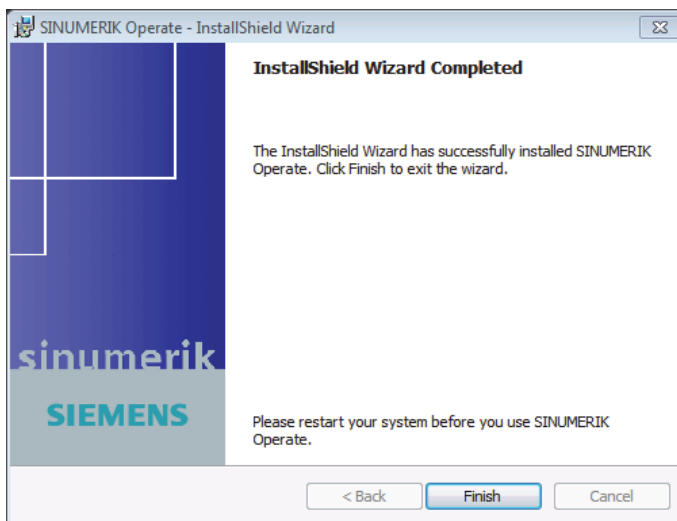 SINUMERIK Operate - InstallShield Wizard
InstallShield Wizard Completed
The InstallShield Wizard has successfully installed SINUMERIK
Operate. Click Finish to exit the wizard.
sinumerik
SIEMENS
Please restart your system before you use SINUMERIK
Operate.
< Back
Finish
Cancel